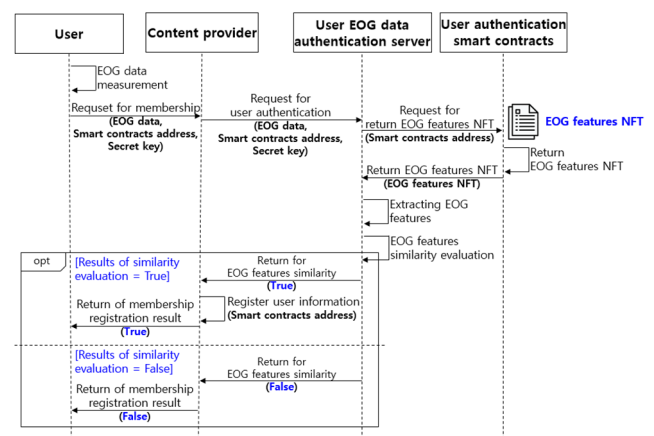 User
Content provider
User EOG data
authentication server
User authentication
smart contracts
EOG data
measurement
Requset for membership
(EOG data,
Smart contracts address,
Secret key)
Request for
user authentication
(EOG data,
Smart contracts address,
Secret key)
Request for
return EOG features NFT
(Smart contracts address)
EOG features NFT
Return
EOG features NFT
Return EOG features NFT
(EOG features NFT)
Extracting EOG
features
EOG features
similarity evaluation
opt
[Results of similarity
evaluation = True]
Return for
EOG features similarity
(True)
Register user information
(Smart contracts address)
Return of membership
registration result
(True)
[Results of similarity
evaluation = False]
Return for
EOG features similarity
(False)
Return of membership
registration result
(False)